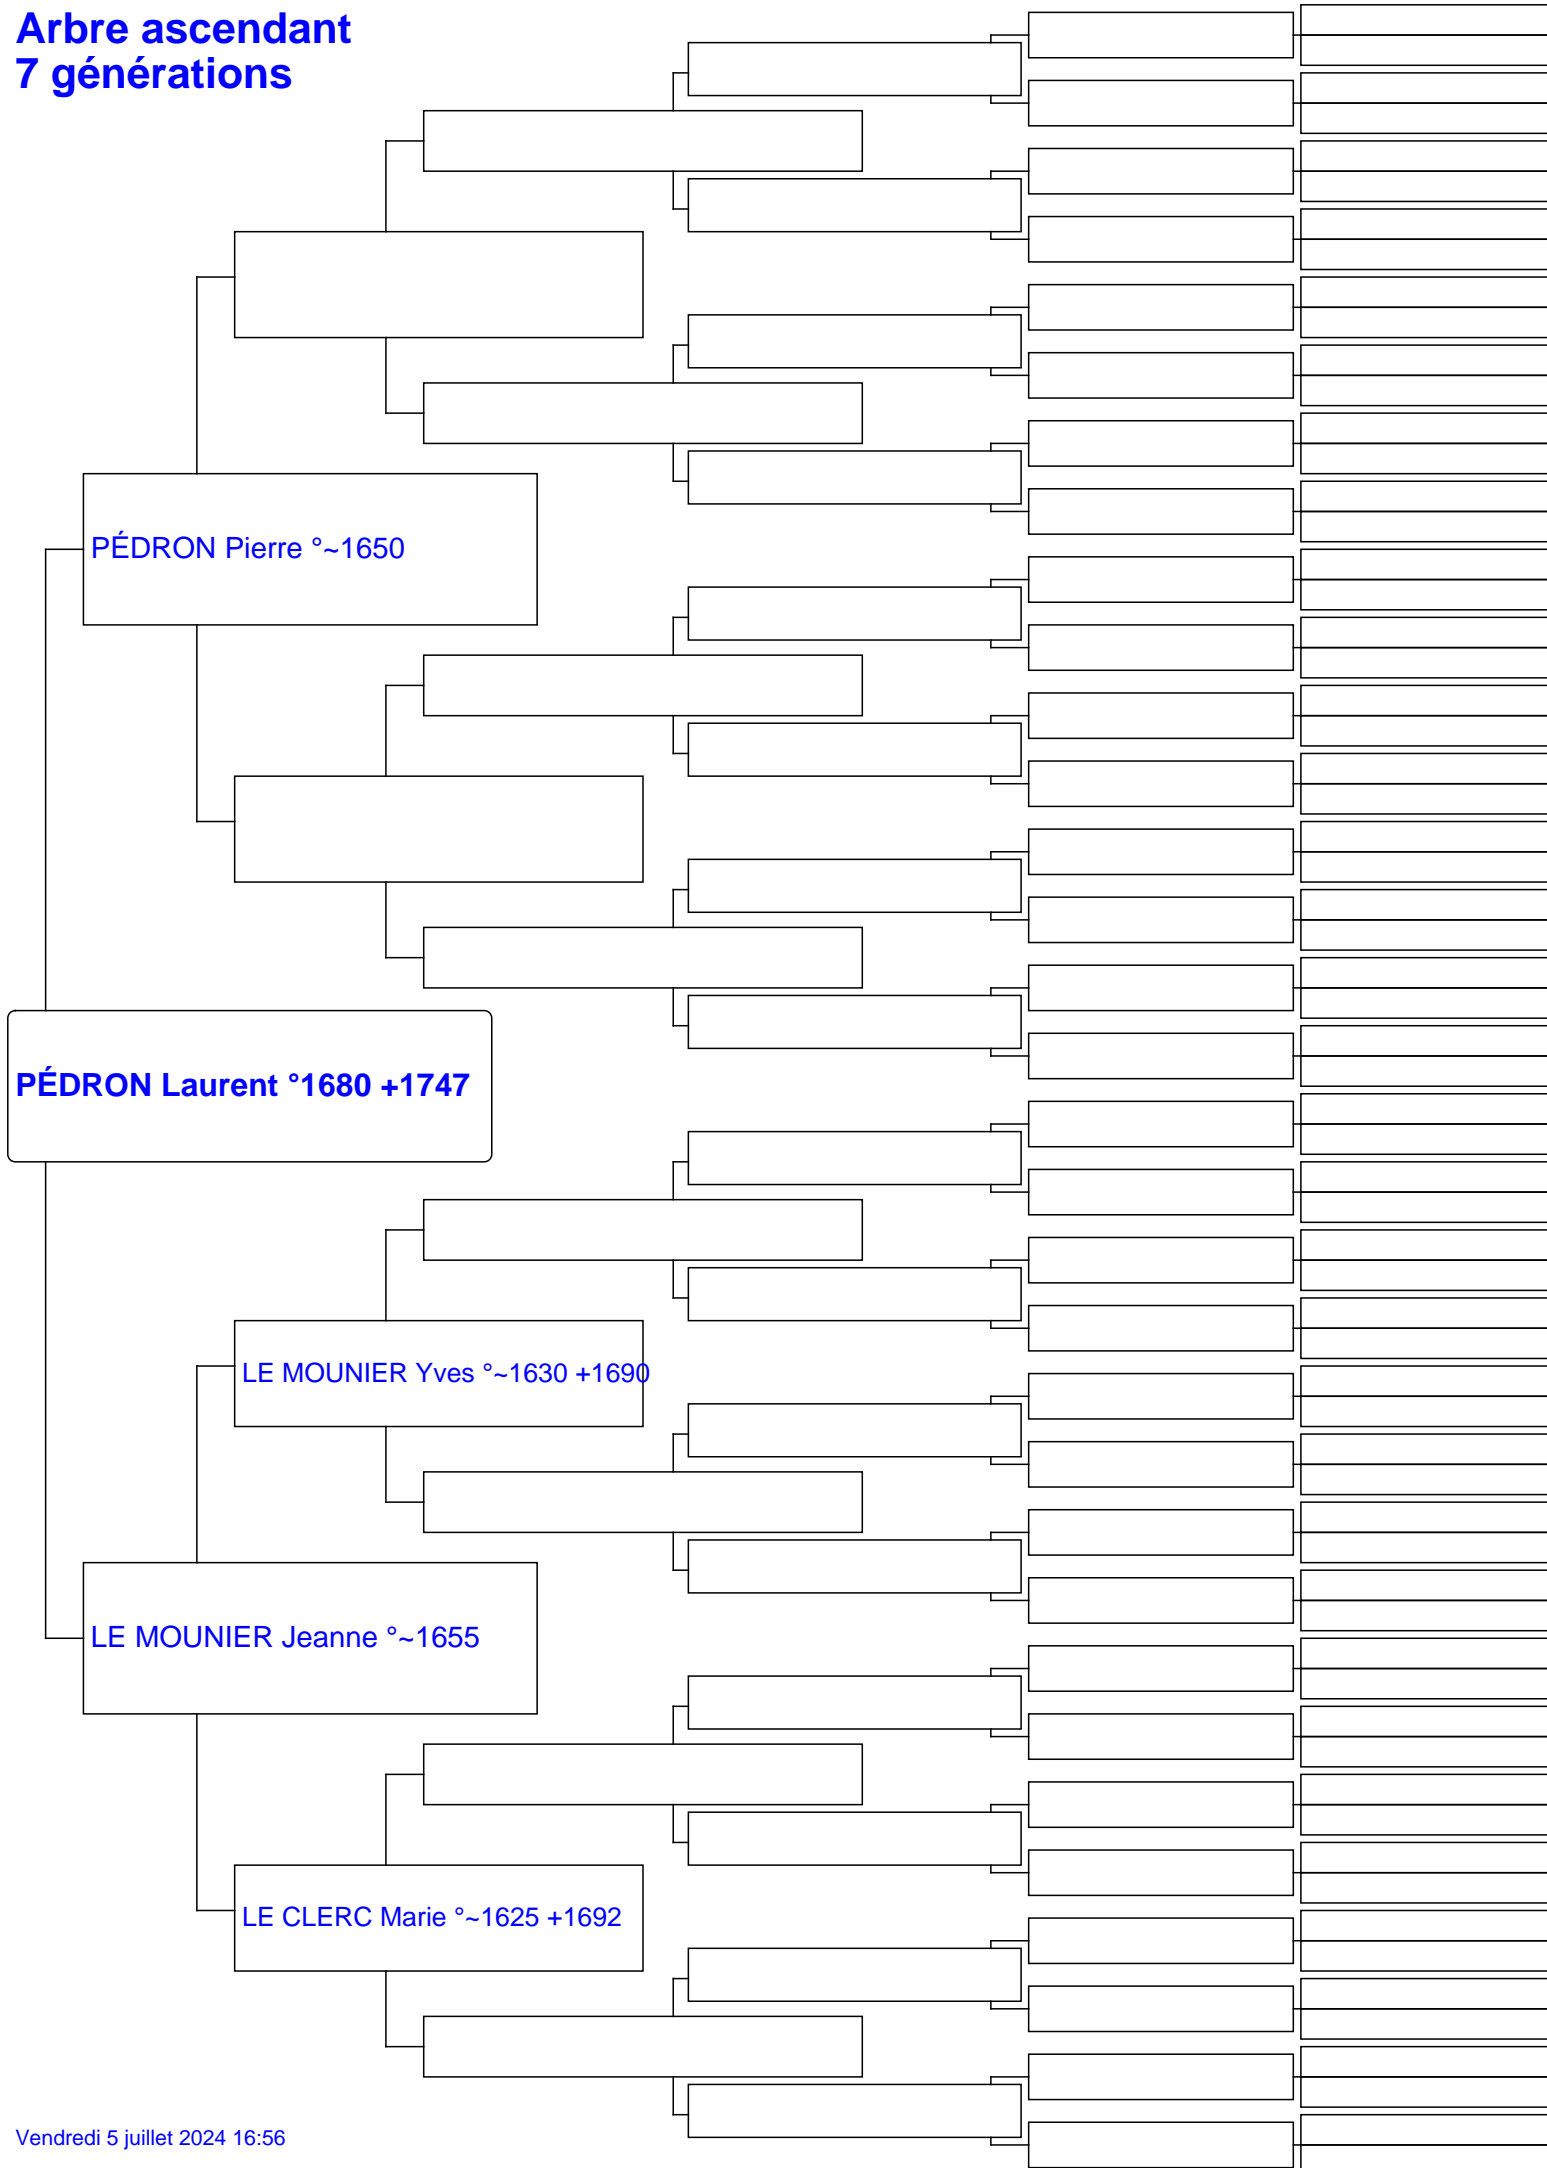 Arbre ascendant
7 générations
PÉDRON Pierre °~1650
PÉDRON Laurent °1680 +1747
LE MOUNIER Yves °~1630 +1690
LE MOUNIER Jeanne °~1655
LE CLERC Marie °~1625 +1692
Vendredi 5 juillet 2024 16:56